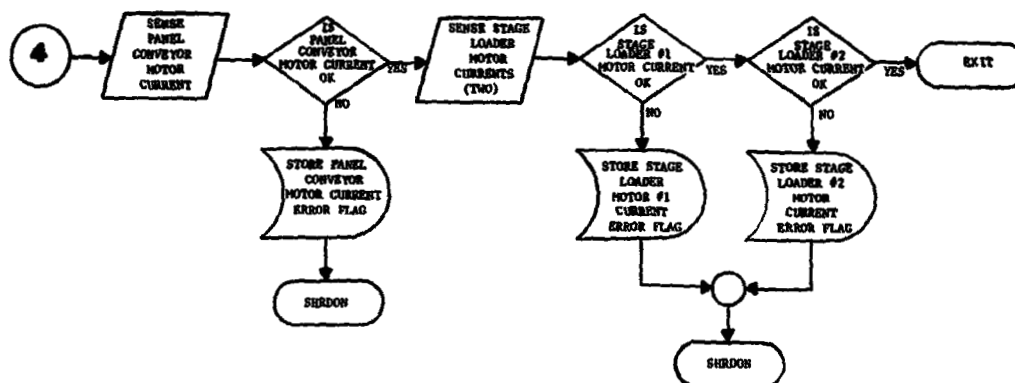 4
SENSE
PANEL
CONVEYOR
MOTOR
CURRENT
IS
PANEL
CONVEYOR
MOTOR CURRENT
OK
YES
NO
STORE PANEL
CONVEYOR
MOTOR CURRENT
ERROR FLAG
SHRDON
SENSE STAGE
LOADER
MOTOR
CURRENTS
(TWO)
IS
STAGE
LOADER #1
MOTOR CURRENT
OK
YES
NO
STORE STAGE
LOADER
MOTOR #1
CURRENT
ERROR FLAG
IS
STAGE
LOADER #2
MOTOR CURRENT
OK
YES
NO
STORE STAGE
LOADER #2
MOTOR
CURRENT
ERROR FLAG
SHRDON
EXIT